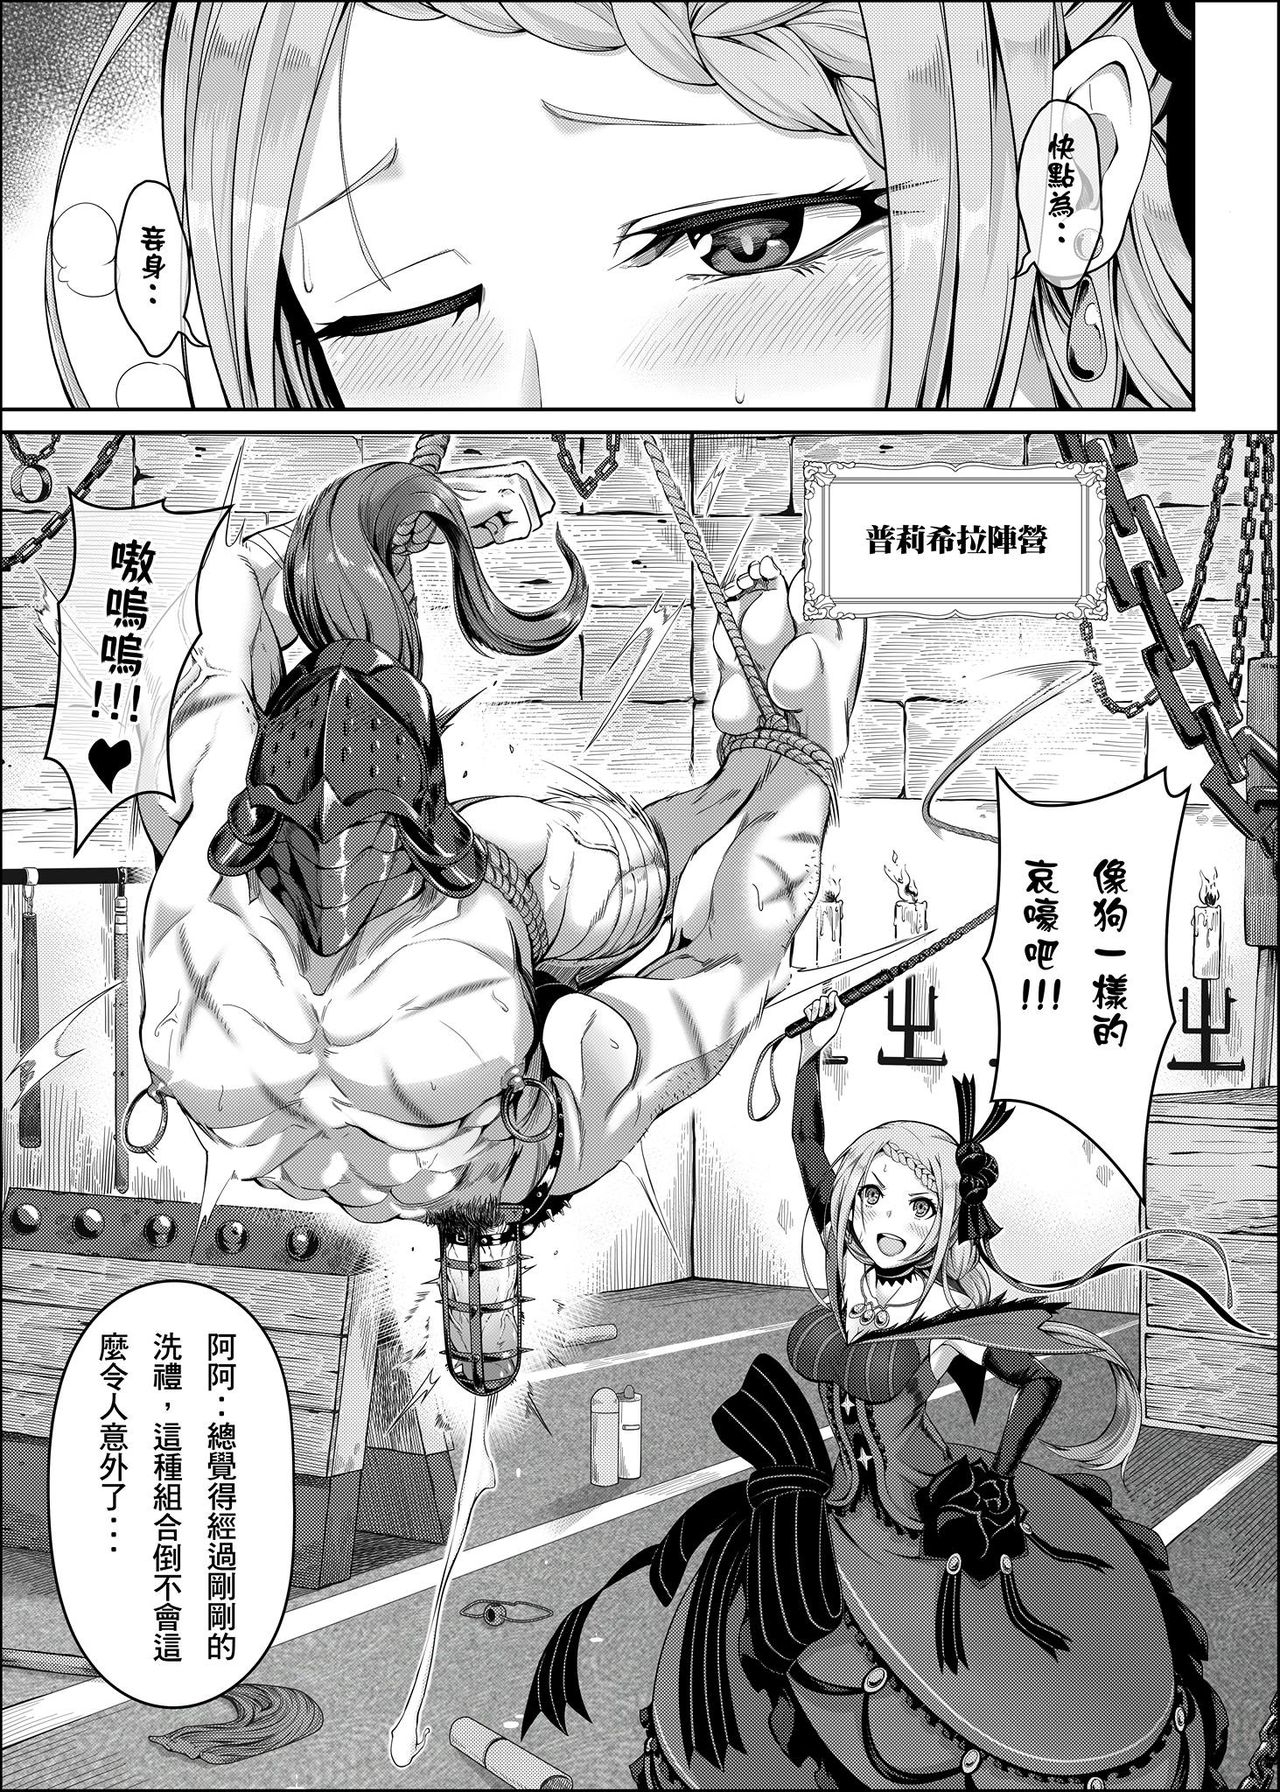 快點為‥
妾身‥
普莉希拉陣營
像狗一樣的
哀嚎吧!!!
嗷嗚嗚!!!♥
阿阿‥總覺得經過剛剛的
洗禮，這種組合倒不會這
麼令人意外了･･･